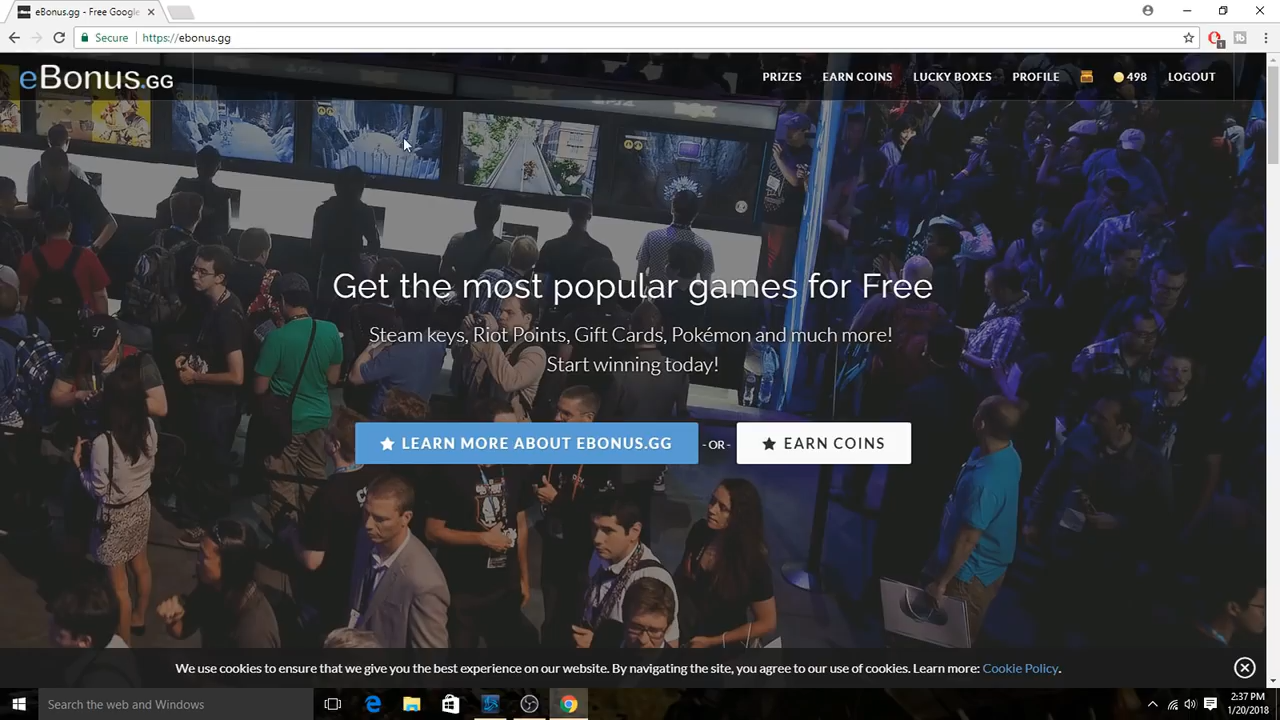 eBonus.gg - Free Google
Secure https://ebonus.gg
1
eBonus.GG
PRIZES EARN COINS LUCKY BOXES PROFILE 498 LOGOUT
Get the most popular games for Free
Steam keys, Riot Points, Gift Cards, Pokémon and much more!
Start winning today!
LEARN MORE ABOUT EBONUS.GG - OR - EARN COINS
We use cookies to ensure that we give you the best experience on our website. By navigating the site, you agree to our use of cookies. Learn more: Cookie Policy.
Search the web and Windows
2:37 PM
1/20/2018